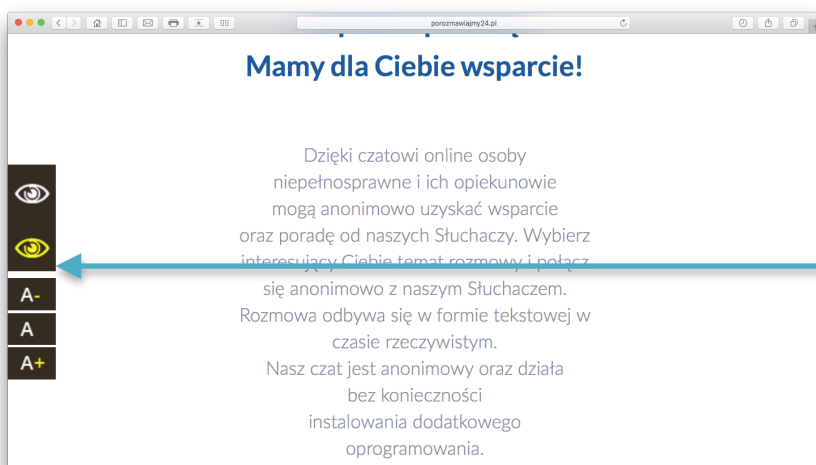 porozmawiajmy24.pl
Mamy dla Ciebie wsparcie!
Dzięki czatowi online osoby
niepełnosprawne i ich opiekunowie
mogą anonimowo uzyskać wsparcie
oraz poradę od naszych Słuchaczy. Wybierz
interesujący Ciebie temat rozmowy i połącz
się anonimowo z naszym Słuchaczem.
Rozmowa odbywa się w formie tekstowej w
czasie rzeczywistym.
Nasz czat jest anonimowy oraz działa
bez konieczności
instalowania dodatkowego
oprogramowania.
A-
A
A+